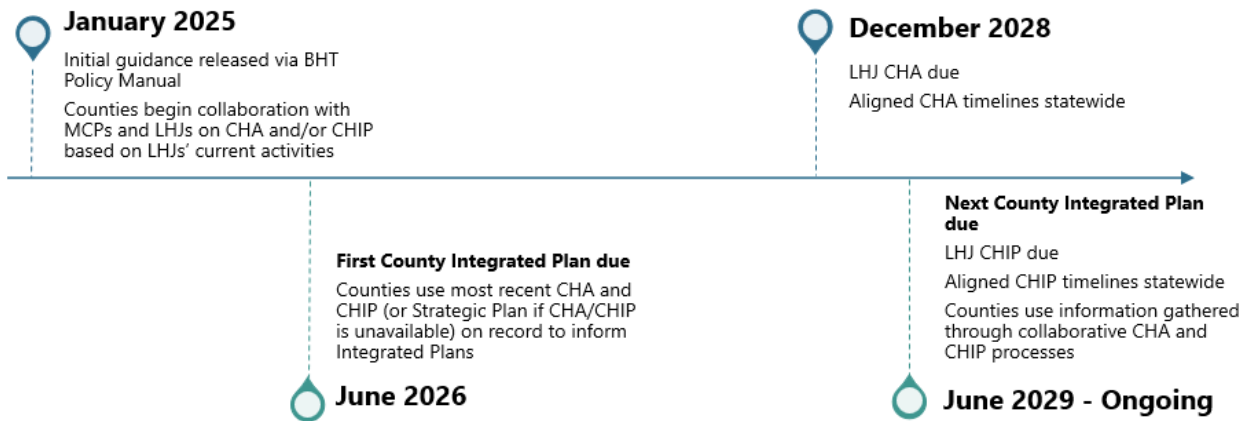 January 2025
Initial guidance released via BHT
Policy Manual
Counties begin collaboration with
MCPs and LHJs on CHA and/or CHIP
based on LHJs' current activities
December 2028
LHJ CHA due
Aligned CHA timelines statewide
First County Integrated Plan due
Counties use most recent CHA and
CHIP (or Strategic Plan if CHA/CHIP
is unavailable) on record to inform
Integrated Plans
June 2026
Next County Integrated Plan
due
LHJ CHIP due
Aligned CHIP timelines statewide
Counties use information gathered
through collaborative CHA and
CHIP processes
June 2029 - Ongoing